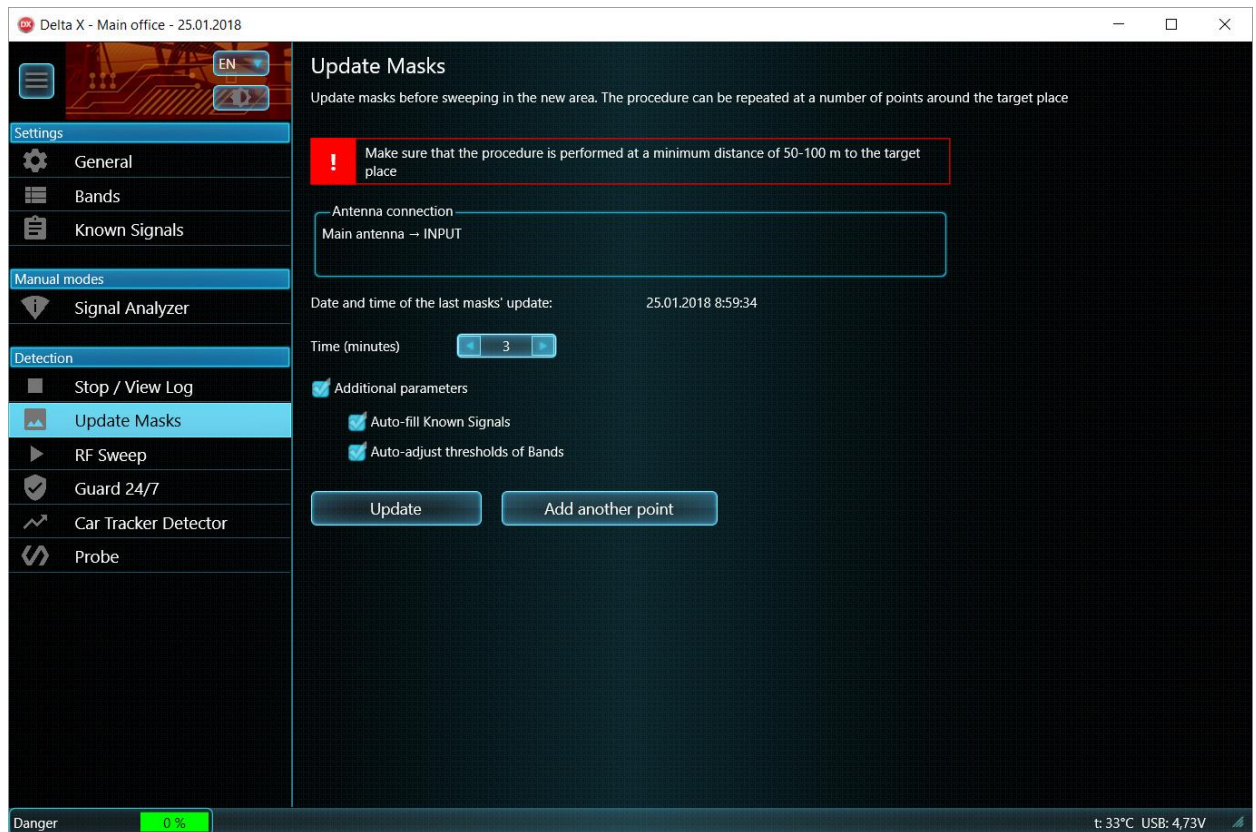 Delta X - Main office - 25.01.2018
EN
Settings
General
Bands
Known Signals
Manual modes
Signal Analyzer
Detection
Stop / View Log
Update Masks
RF Sweep
Guard 24/7
Car Tracker Detector
Probe
Update Masks
Update masks before sweeping in the new area. The procedure can be repeated at a number of points around the target place
! Make sure that the procedure is performed at a minimum distance of 50-100 m to the target
place
Antenna connection
Main antenna → INPUT
Date and time of the last masks' update: 25.01.2018 8:59:34
Time (minutes) 3
Additional parameters
Auto-fill Known Signals
Auto-adjust thresholds of Bands
Update Add another point
Danger 0 % t: 33°C USB: 4,73V